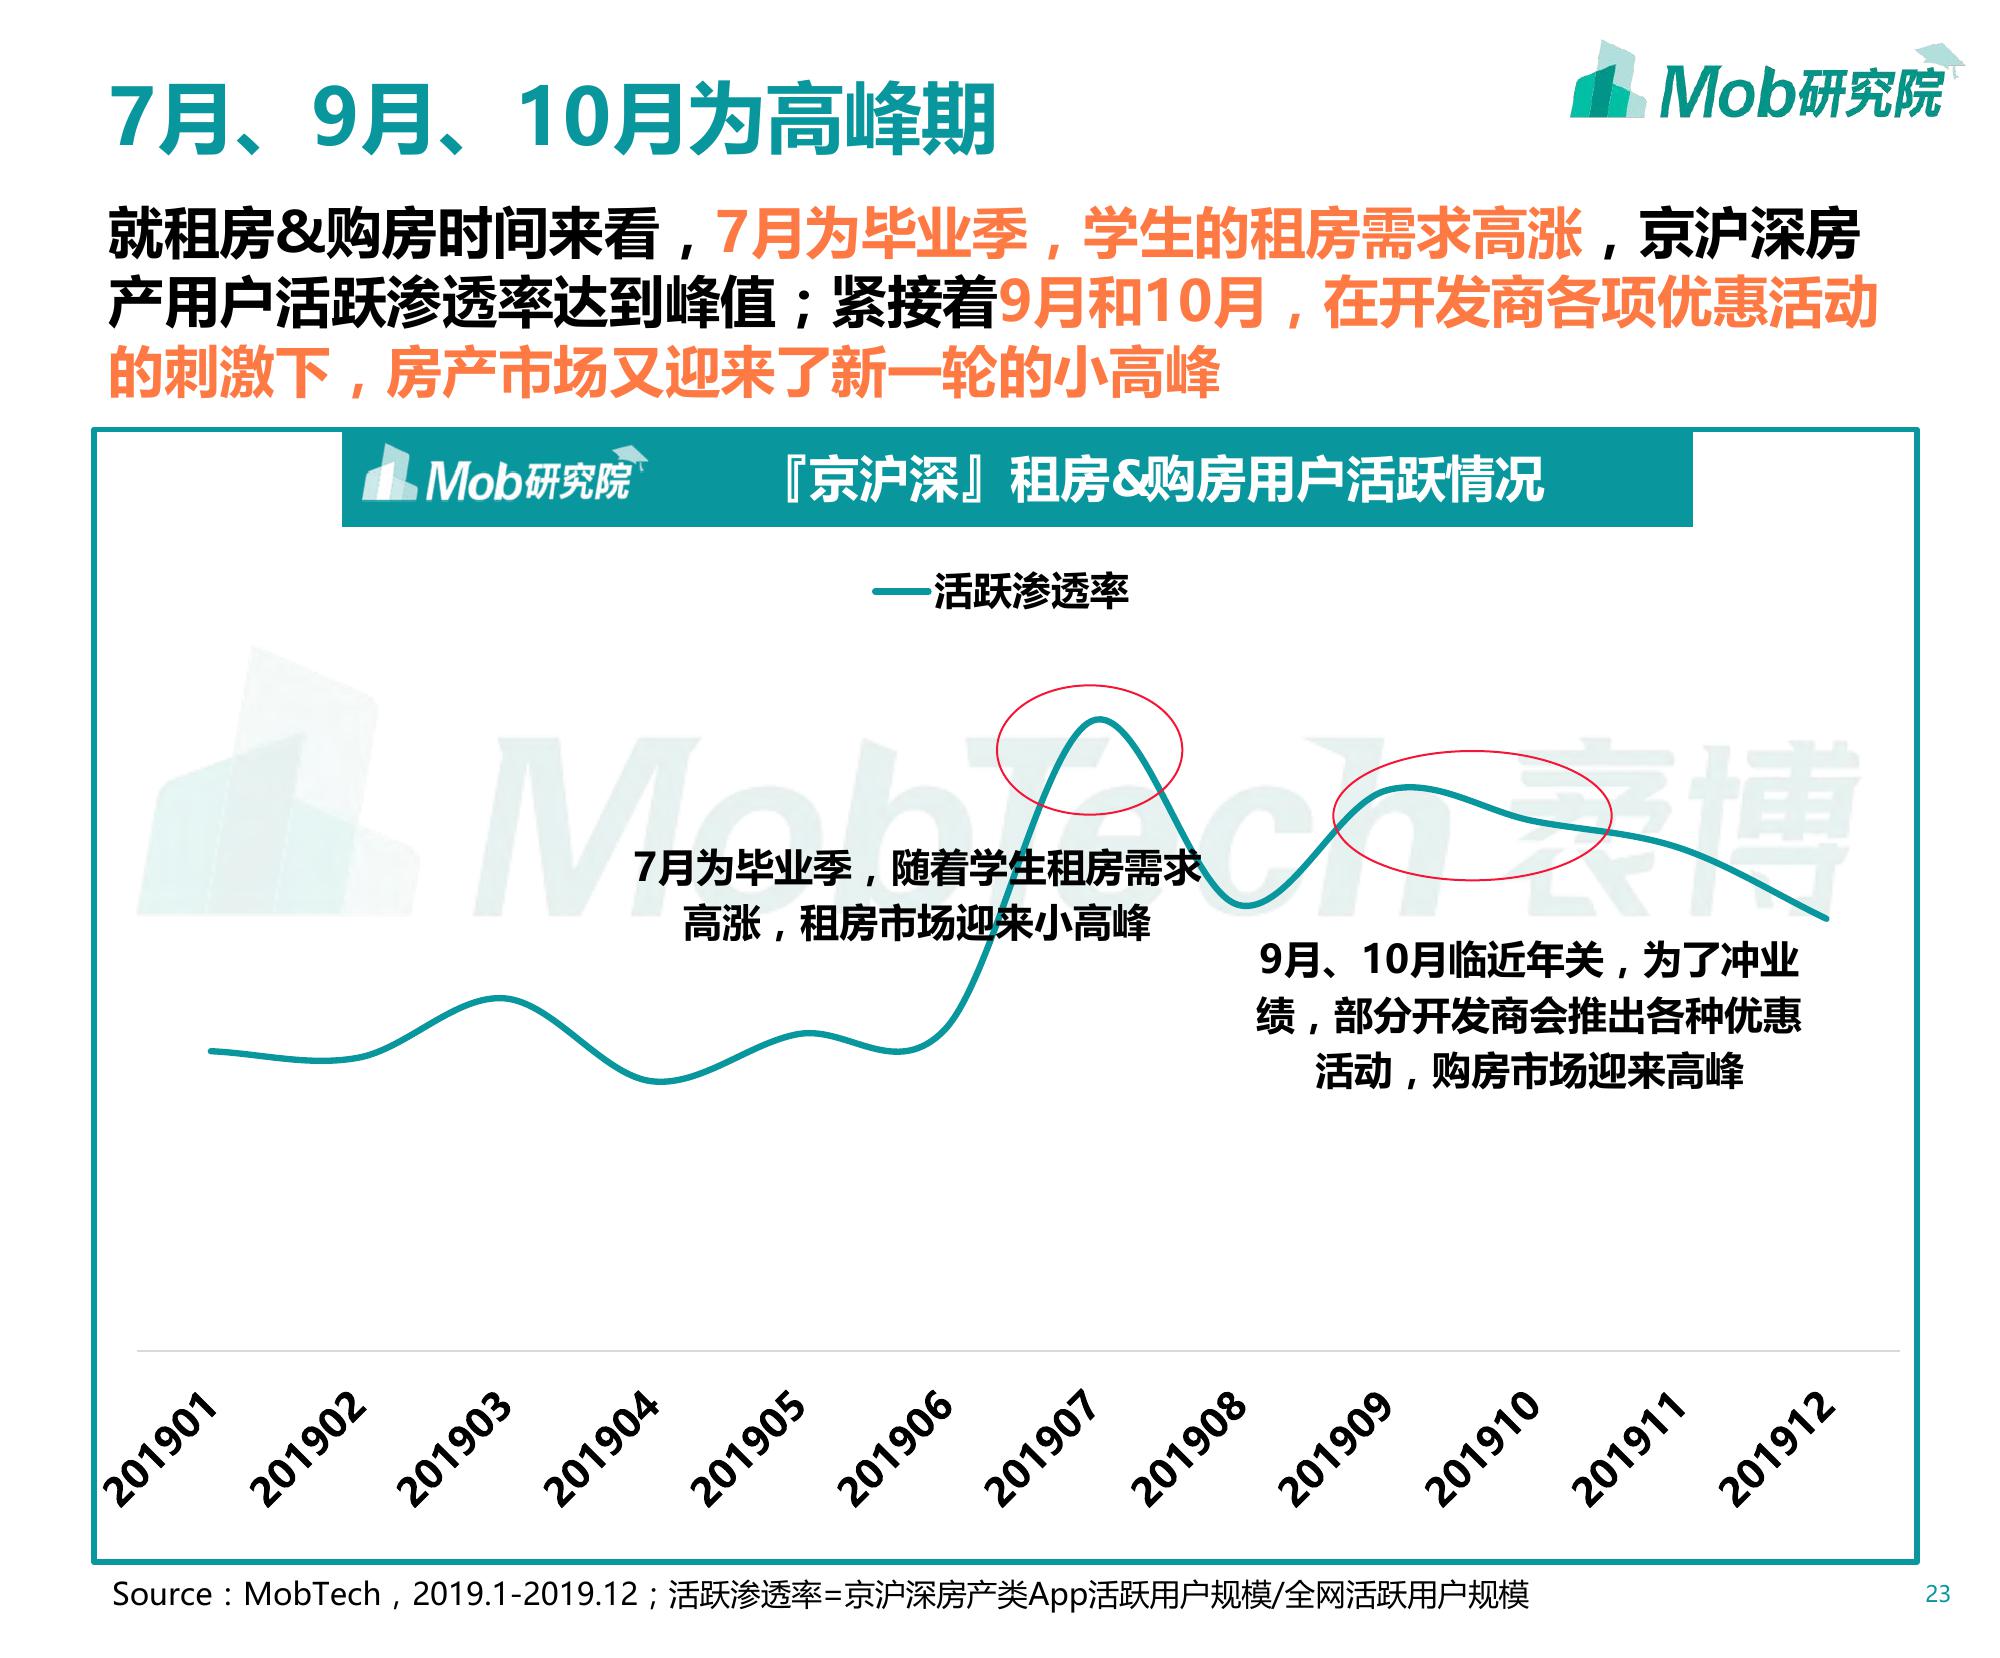 Mob研究院
7月、9月、10月为高峰期
就租房&购房时间来看，7月为毕业季，学生的租房需求高涨，京沪深房
产用户活跃渗透率达到峰值；紧接着9月和10月，在开发商各项优惠活动
的刺激下，房产市场又迎来了新一轮的小高峰
Mob研究院
『京沪深』租房&购房用户活跃情况
活跃渗透率
MobTech 袤博
7月为毕业季，随着学生租房需求
高涨，租房市场迎来小高峰
9月、10月临近年关，为了冲业
绩，部分开发商会推出各种优惠
活动，购房市场迎来高峰
201901
201902
201903
201904
201905
201906
201907
201908
201909
201910
201911
201912
Source：MobTech，2019.1-2019.12；活跃渗透率=京沪深房产类App活跃用户规模/全网活跃用户规模
23